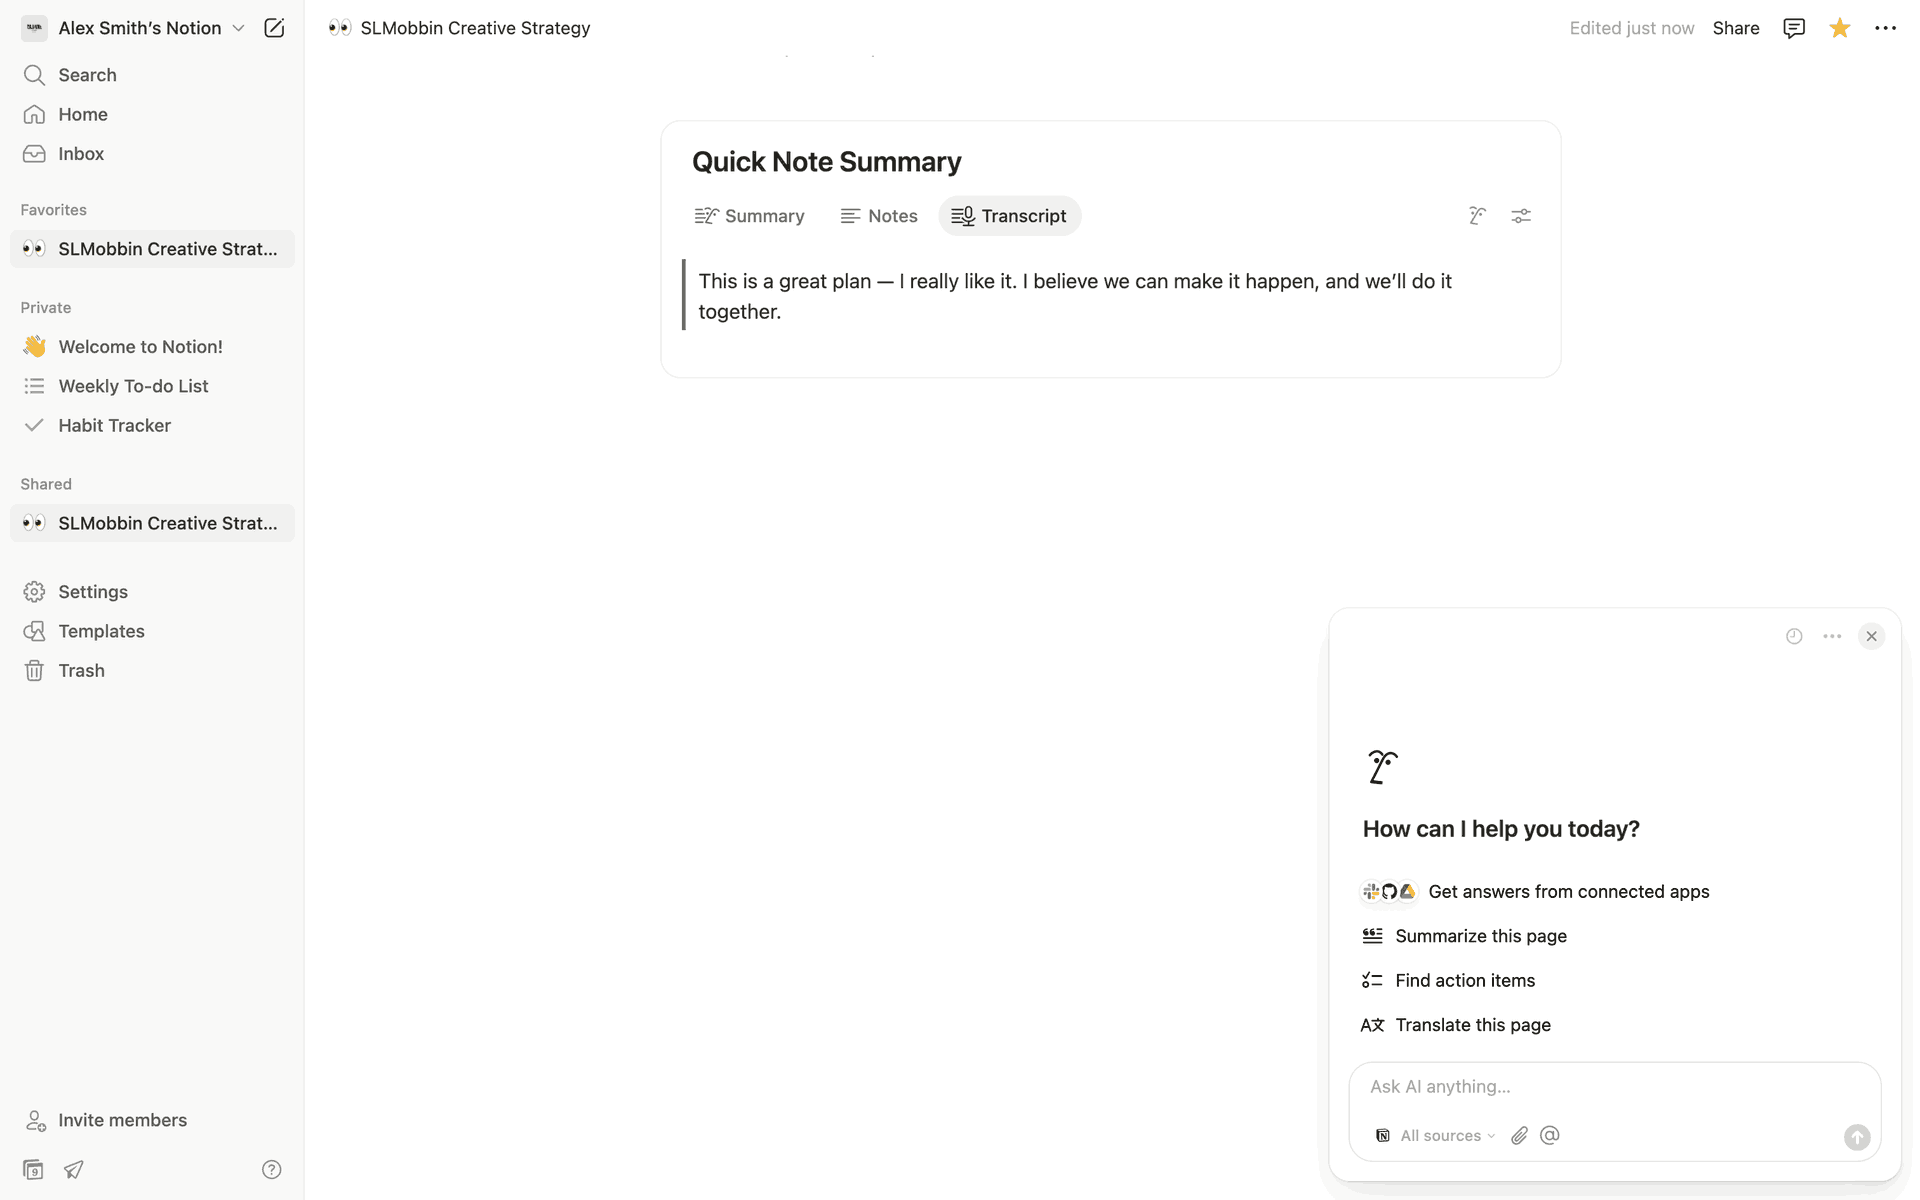 Alex Smith’s Notion
Search
Home
Inbox
Favorites
SLMobbin Creative Strat...
Private
Welcome to Notion!
Weekly To-do List
Habit Tracker
Shared
SLMobbin Creative Strat...
Settings
Templates
Trash
Invite members
9
SLMobbin Creative Strategy
Edited just now
Share
Quick Note Summary
Summary
Notes
Transcript
This is a great plan — I really like it. I believe we can make it happen, and we’ll do it
together.
How can I help you today?
Get answers from connected apps
Summarize this page
Find action items
Translate this page
Ask AI anything...
All sources